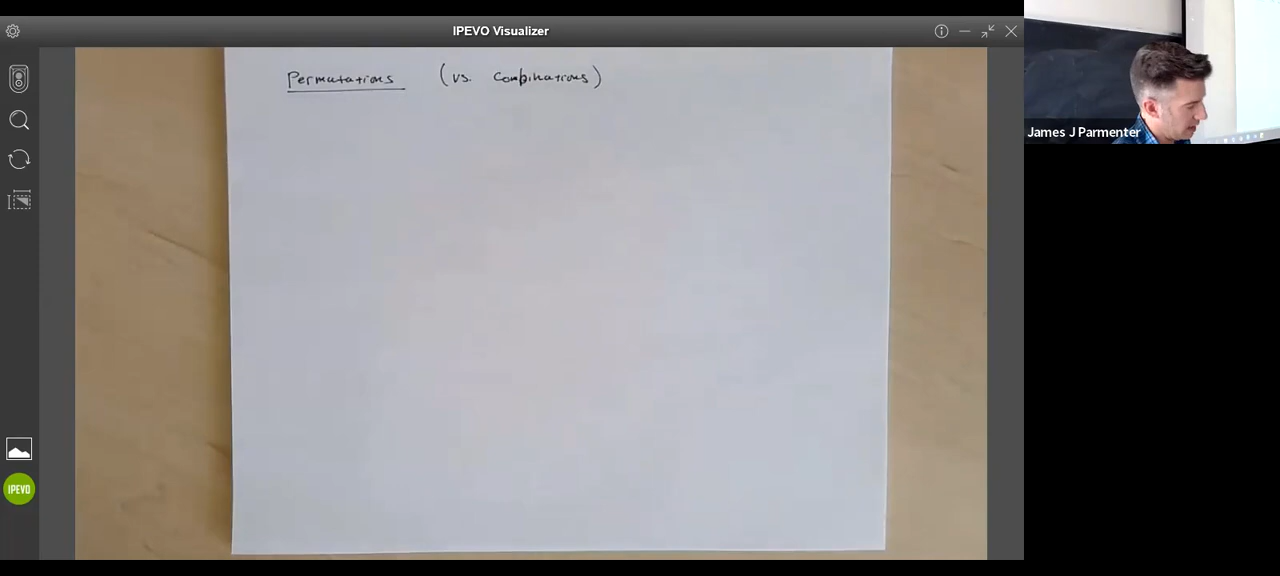 IPEVO Visualizer
Permutations (vs. Combinations)
James J Parmenter
IPEVO